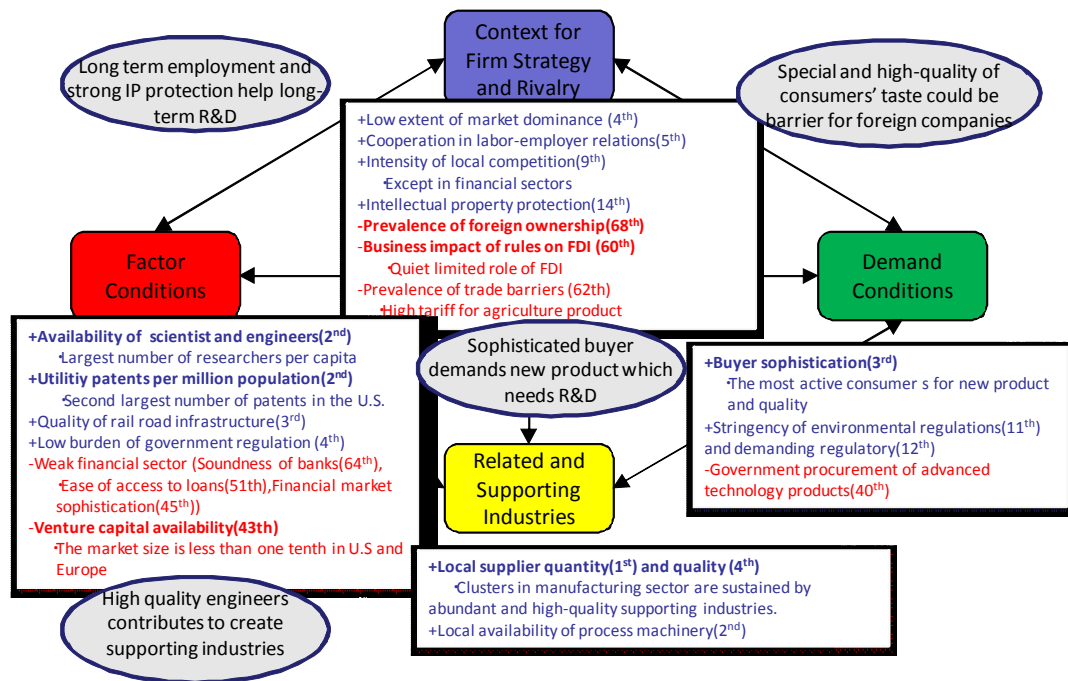 Context for
Firm Strategy
and Rivalry
Long term employment and
strong IP protection help long-
term R&D
Special and high-quality of
consumers’ taste could be
barrier for foreign companies
+Low extent of market dominance (4th)
+Cooperation in labor-employer relations(5th)
+Intensity of local competition(9th)
·Except in financial sectors
+Intellectual property protection(14th)
-Prevalence of foreign ownership(68th)
-Business impact of rules on FDI (60th)
·Quiet limited role of FDI
-Prevalence of trade barriers (62th)
·High tariff for agriculture product
Factor
Conditions
Demand
Conditions
+Availability of scientist and engineers(2nd)
·Largest number of researchers per capita
+Utilitiy patents per million population(2nd)
·Second largest number of patents in the U.S.
+Quality of rail road infrastructure(3rd)
+Low burden of government regulation (4th)
-Weak financial sector (Soundness of banks(64th),
·Ease of access to loans(51th),Financial market
sophistication(45th))
-Venture capital availability(43th)
·The market size is less than one tenth in U.S and
Europe
Sophisticated buyer
demands new product which
needs R&D
+Buyer sophistication(3rd)
·The most active consumer s for new product
and quality
+Stringency of environmental regulations(11th)
and demanding regulatory(12th)
-Government procurement of advanced
technology products(40th)
Related and
Supporting
Industries
+Local supplier quantity(1st) and quality (4th)
·Clusters in manufacturing sector are sustained by
abundant and high-quality supporting industries.
+Local availability of process machinery(2nd)
High quality engineers
contributes to create
supporting industries